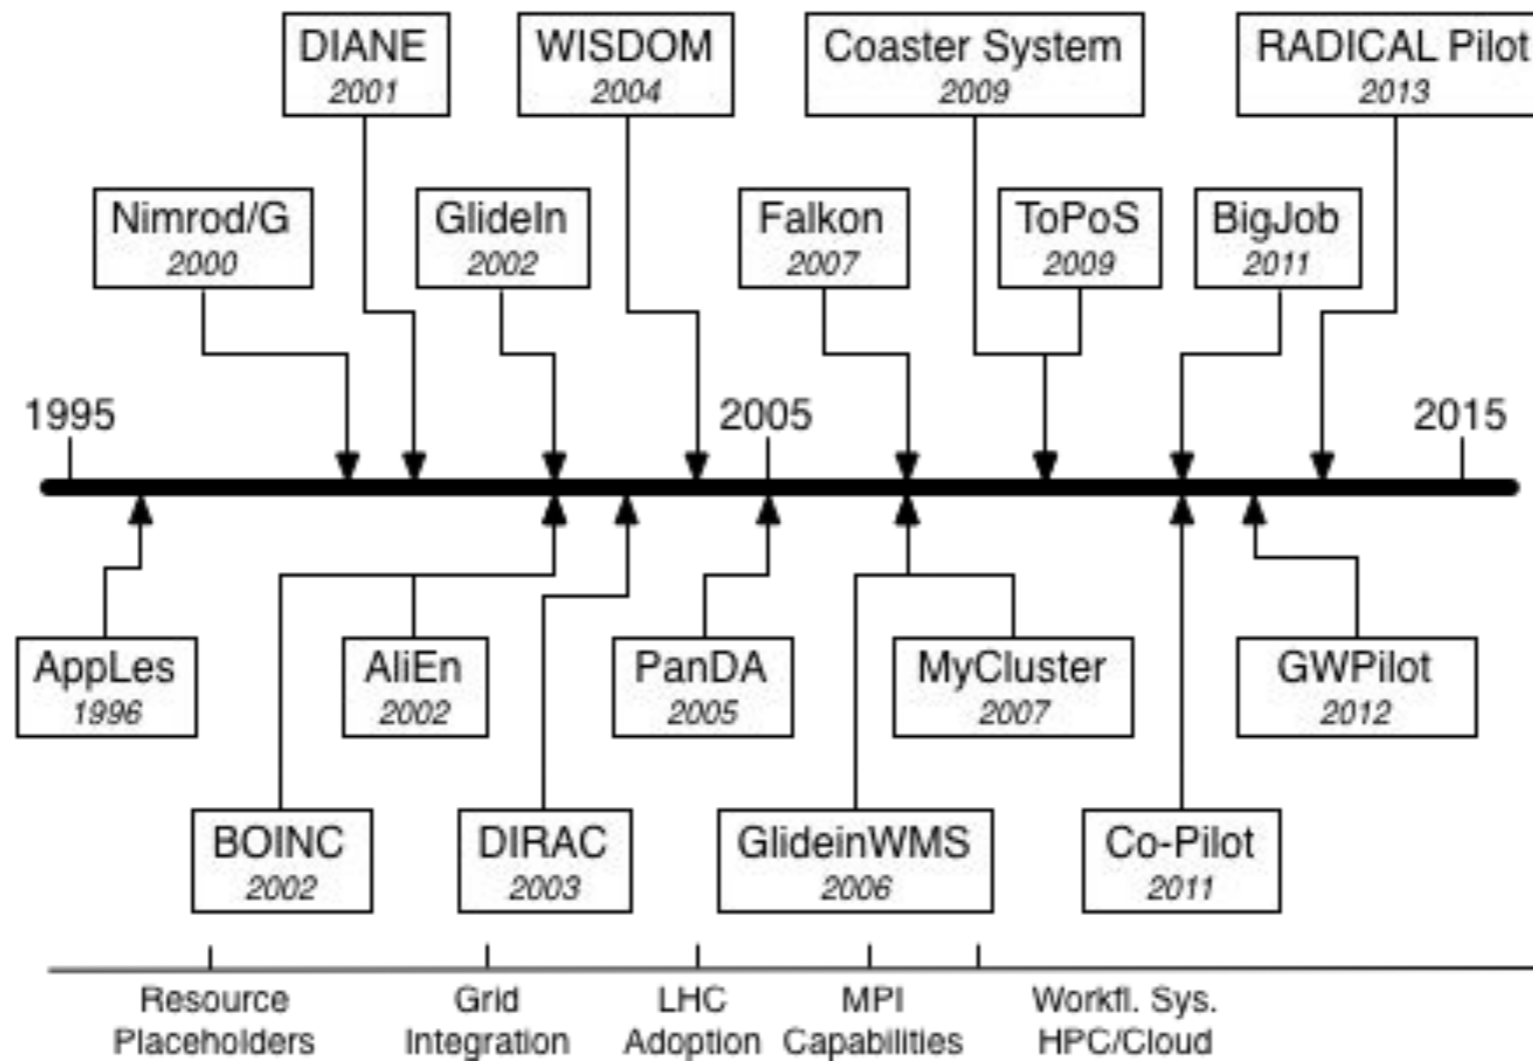 DIANE
2001
WISDOM
2004
Coaster System
2009
RADICAL Pilot
2013
Nimrod/G
2000
GlideIn
2002
Falkon
2007
ToPoS
2009
BigJob
2011
1995
2005
2015
AppLes
1996
AliEn
2002
PanDA
2005
MyCluster
2007
GWPilot
2012
BOINC
2002
DIRAC
2003
GlideinWMS
2006
Co-Pilot
2011
Resource
Placeholders
Grid
Integration
LHC
Adoption
MPI
Capabilities
Workfl. Sys.
HPC/Cloud